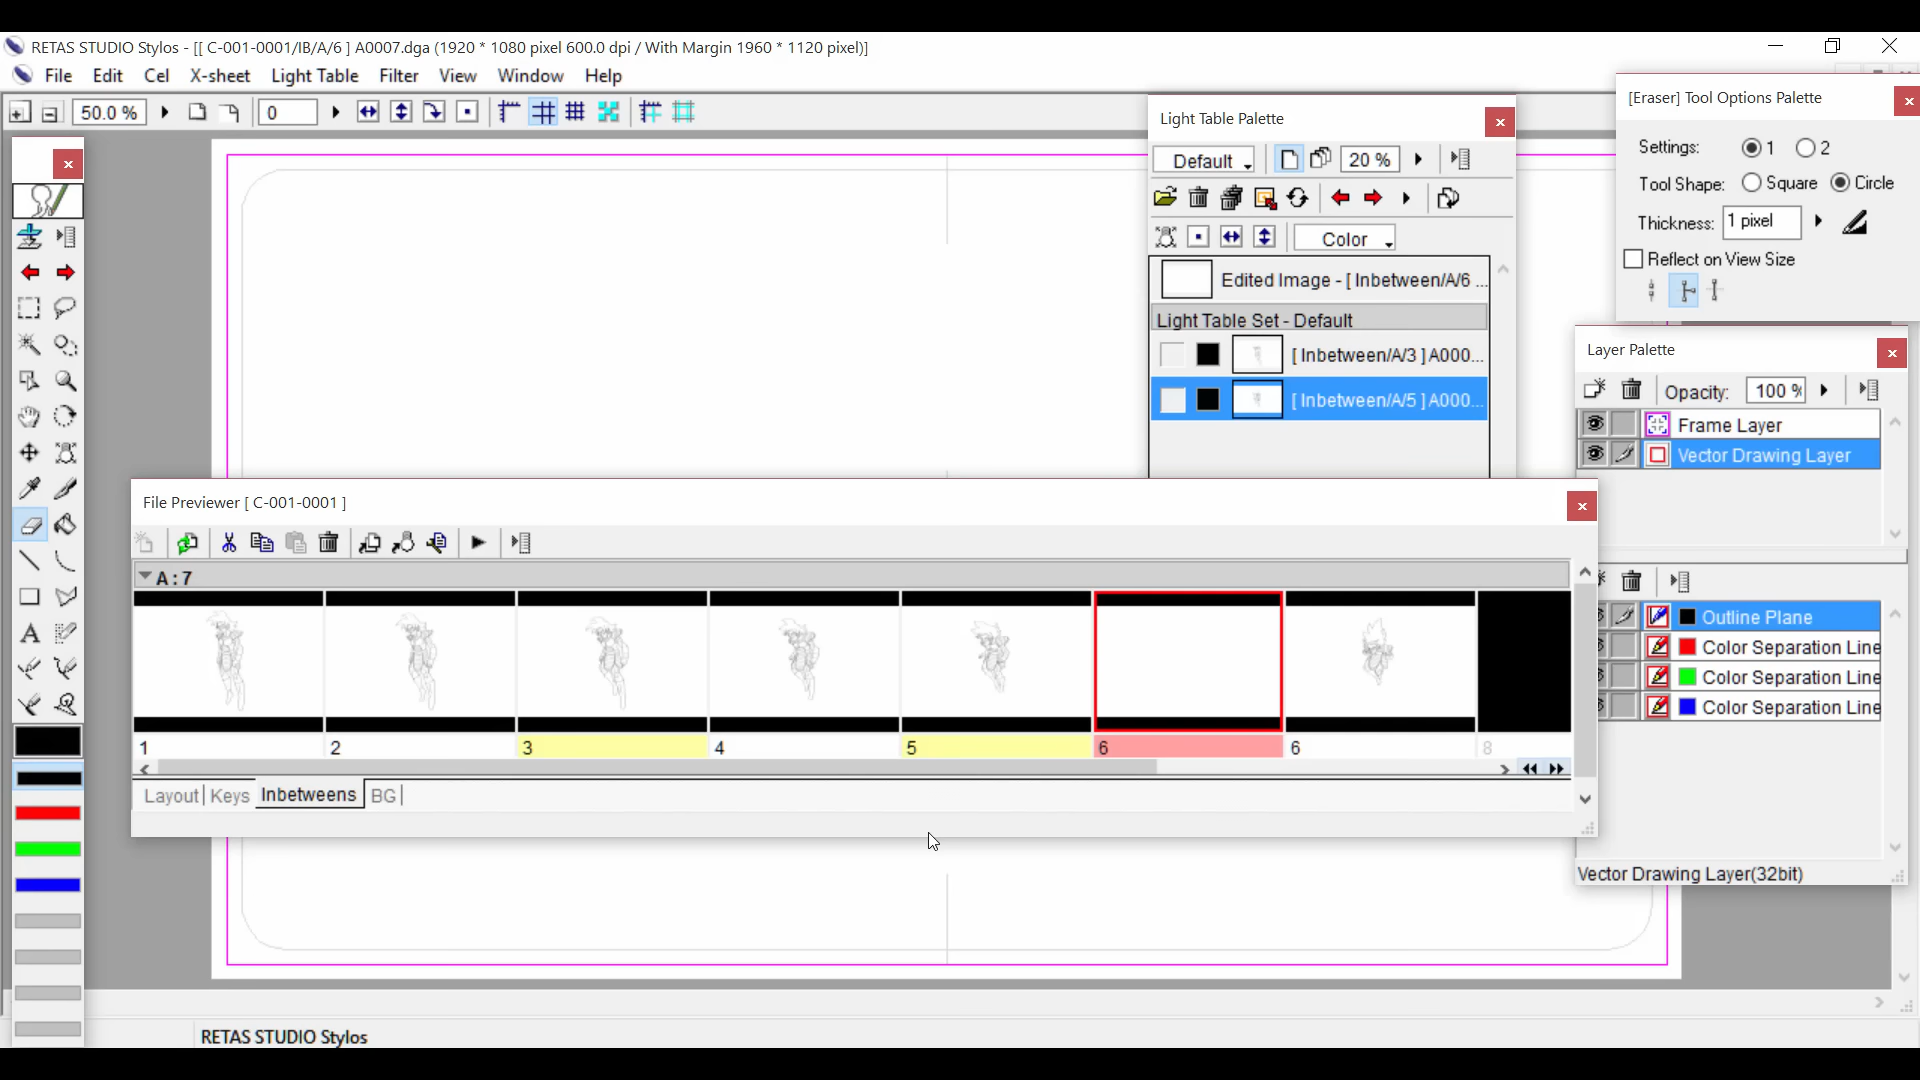 RETAS STUDIO Stylos - [[ C-001-0001/IB/A/6 ] A0007.dga (1920 * 1080 pixel 600.0 dpi / With Margin 1960 * 1120 pixel)]
File Edit Cel X-sheet Light Table Filter View Window Help
50.0 %
0
Light Table Palette
Default
20 %
Color
Edited Image - [ Inbetween/A/6 ...
Light Table Set - Default
[ Inbetween/A/3 ] A000...
[ Inbetween/A/5 ] A000...
[Eraser] Tool Options Palette
Settings: 1 2
Tool Shape: Square Circle
Thickness: 1 pixel
Reflect on View Size
Layer Palette
Opacity: 100 %
Frame Layer
Vector Drawing Layer
Outline Plane
Color Separation Line
Color Separation Line
Color Separation Line
Vector Drawing Layer(32bit)
File Previewer [ C-001-0001 ]
A : 7
1 2 3 4 5 6 6 8
Layout Keys Inbetweens BG
A
RETAS STUDIO Stylos